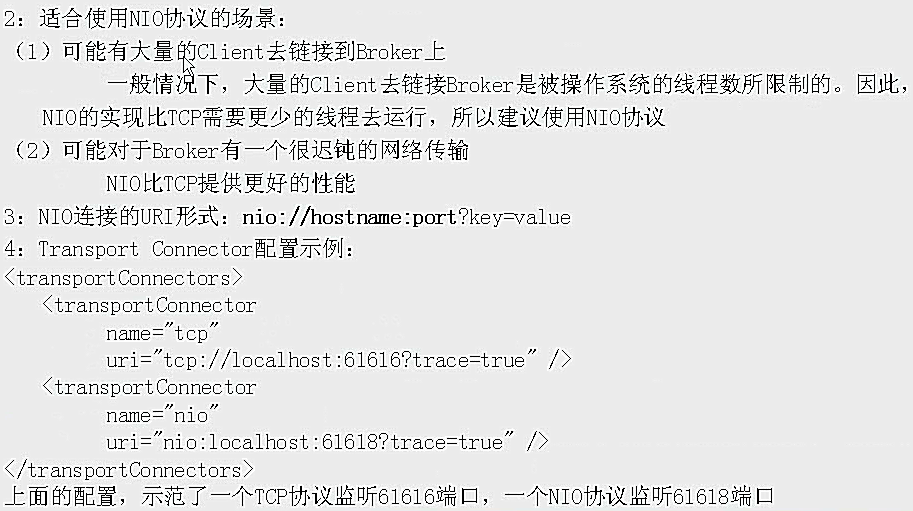 2：适合使用NIO协议的场景：
（1）可能有大量的Client去链接到Broker上
一般情况下，大量的Client去链接Broker是被操作系统的线程数所限制的。因此，
NIO的实现比TCP需要更少的线程去运行，所以建议使用NIO协议
（2）可能对于Broker有一个很迟钝的网络传输
NIO比TCP提供更好的性能
3：NIO连接的URI形式：nio://hostname:port?key=value
4：Transport Connector配置示例：
<transportConnectors>
<transportConnector
name="tcp"
uri="tcp://localhost:61616?trace=true" />
<transportConnector
name="nio"
uri="nio:localhost:61618?trace=true" />
</transportConnectors>
上面的配置，示范了一个TCP协议监听61616端口，一个NIO协议监听61618端口